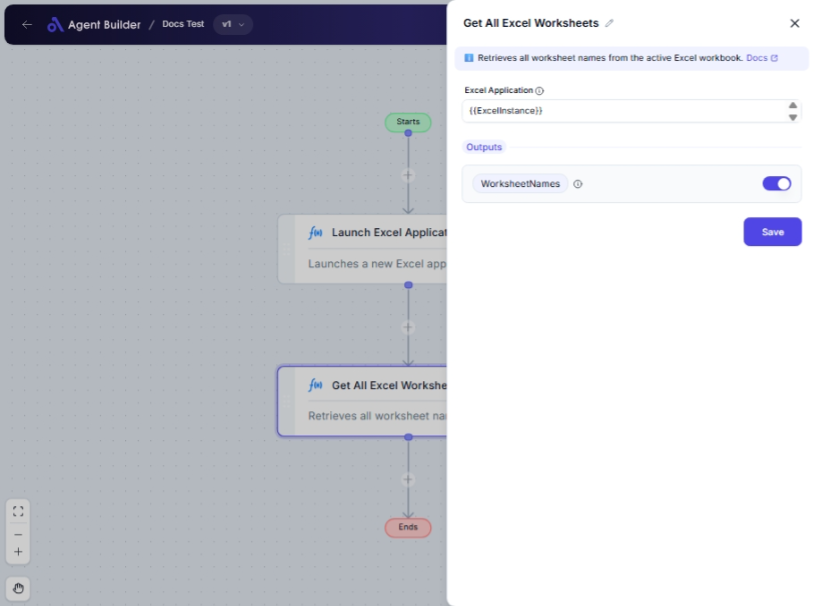 Agent Builder / Docs Test v1
Starts
Launch Excel Applicat
Launches a new Excel app
Get All Excel Workshe
Retrieves all worksheet na
Ends
Get All Excel Worksheets
Retrieves all worksheet names from the active Excel workbook. Docs
Excel Application
{{ExcelInstance}}
Outputs
WorksheetNames
Save